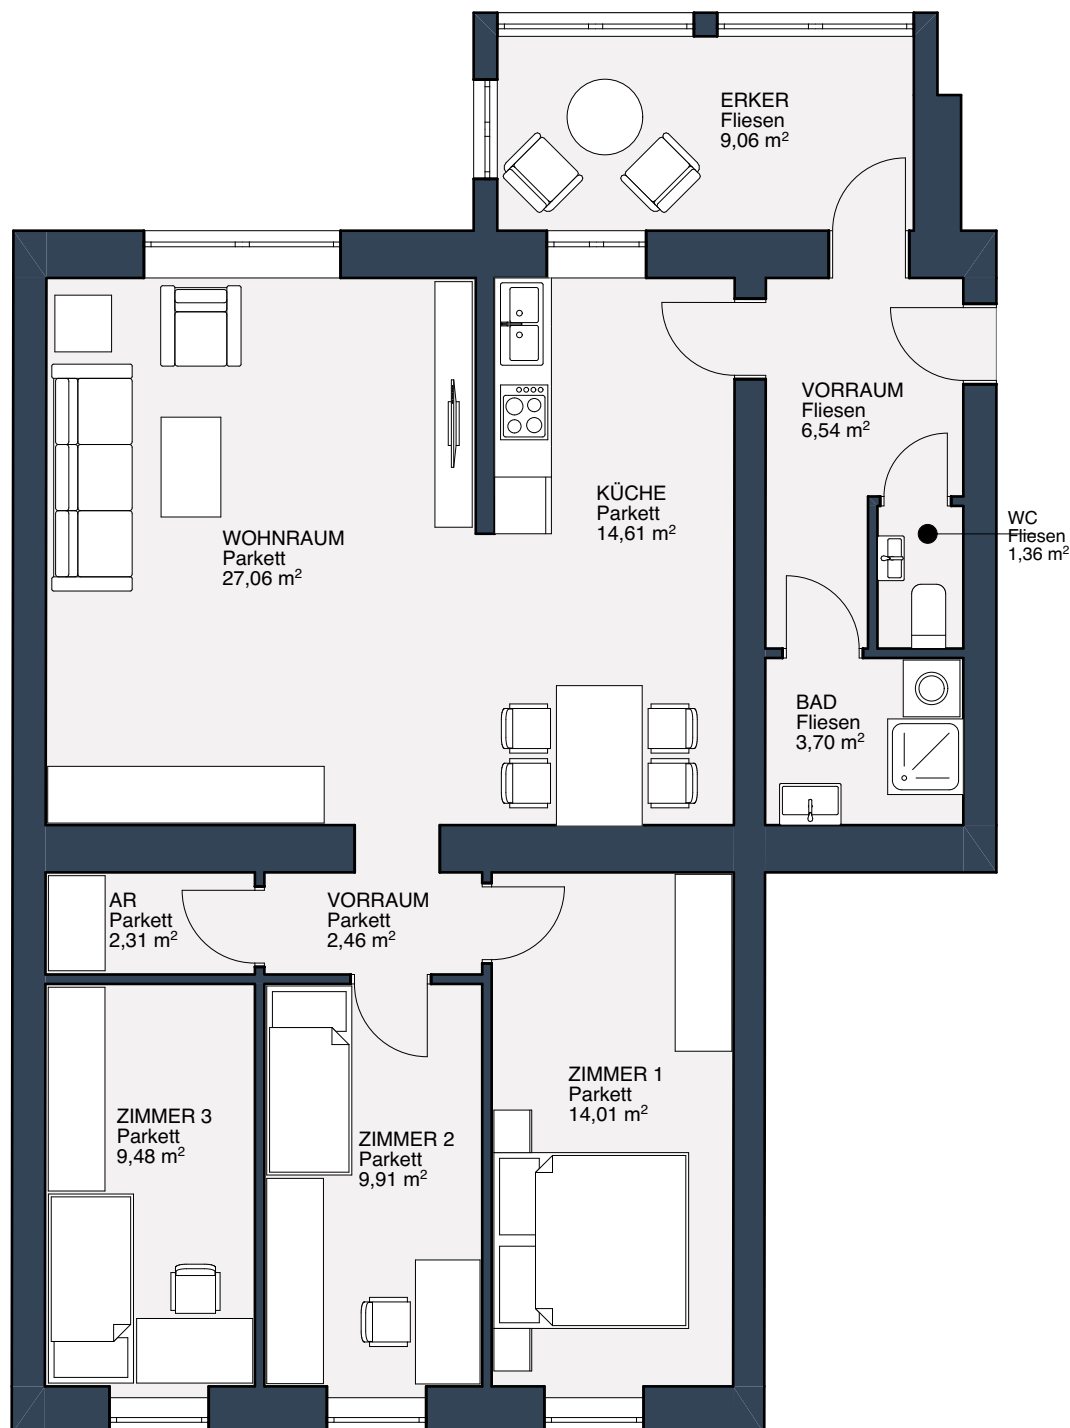 ERKER
Fliesen
9,06 m²
VORRAUM
Fliesen
6,54 m²
KÜCHE
Parkett
14,61 m²
WC
Fliesen
1,36 m²
WOHNRAUM
Parkett
27,06 m²
BAD
Fliesen
3,70 m²
AR
Parkett
2,31 m²
VORRAUM
Parkett
2,46 m²
ZIMMER 1
Parkett
14,01 m²
ZIMMER 3
Parkett
9,48 m²
ZIMMER 2
Parkett
9,91 m²